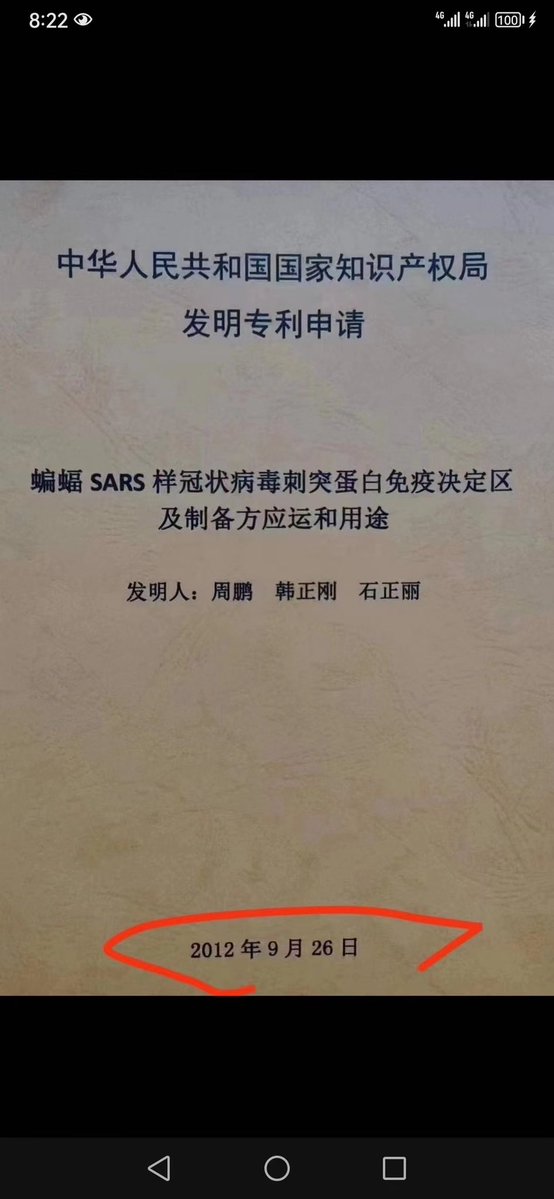 8:22
4G 4G 100
中华人民共和国国家知识产权局
发明专利申请
蝙蝠 SARS 样冠状病毒刺突蛋白免疫决定区
及制备方应运和用途
发明人：周鹏 韩正刚 石正丽
2012 年 9 月 26 日